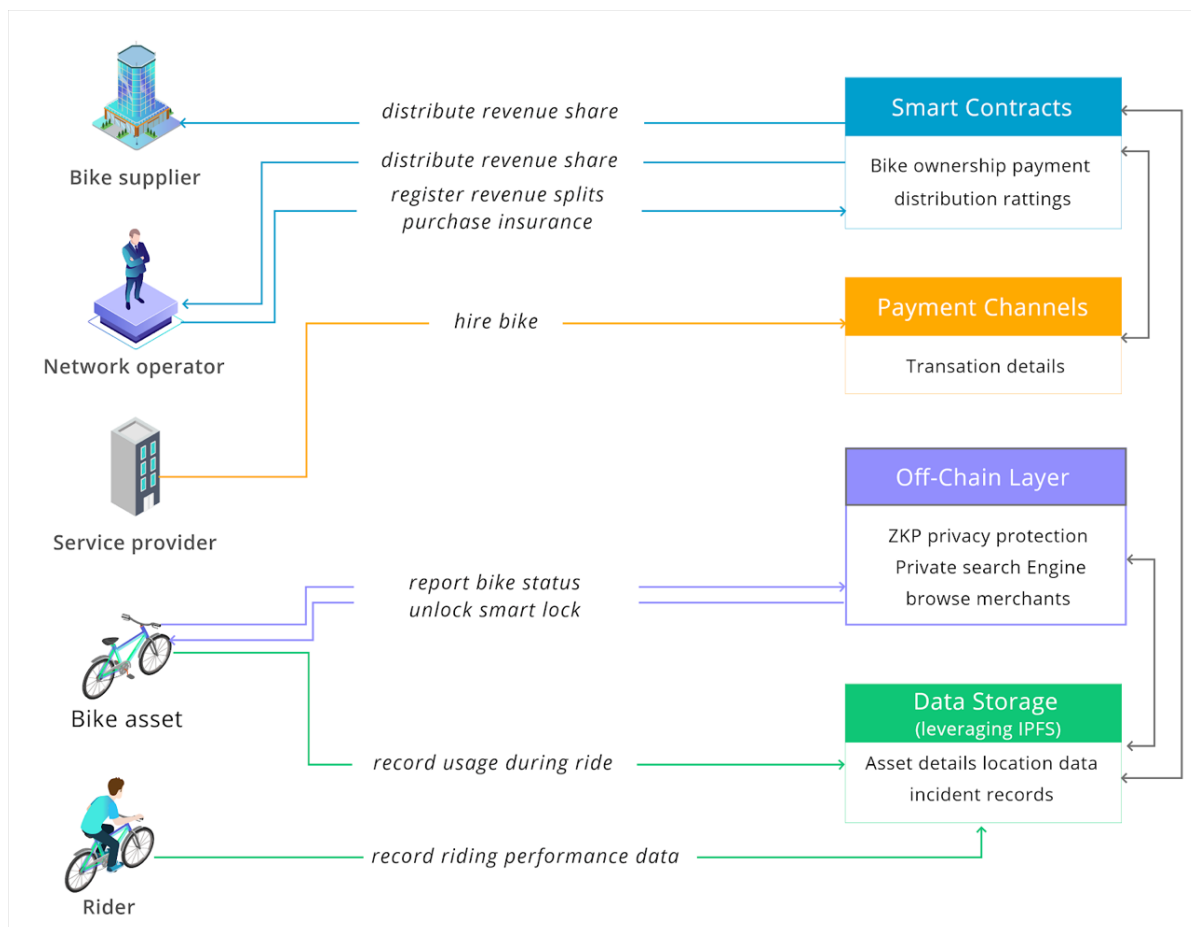 distribute revenue share
Smart Contracts
Bike supplier
distribute revenue share
register revenue splits
purchase insurance
Bike ownership payment
distribution rattings
Network operator
hire bike
Payment Channels
Transation details
Service provider
Off-Chain Layer
ZKP privacy protection
Private search Engine
browse merchants
report bike status
unlock smart lock
Bike asset
Data Storage
(leveraging IPFS)
record usage during ride
Asset details location data
incident records
record riding performance data
Rider